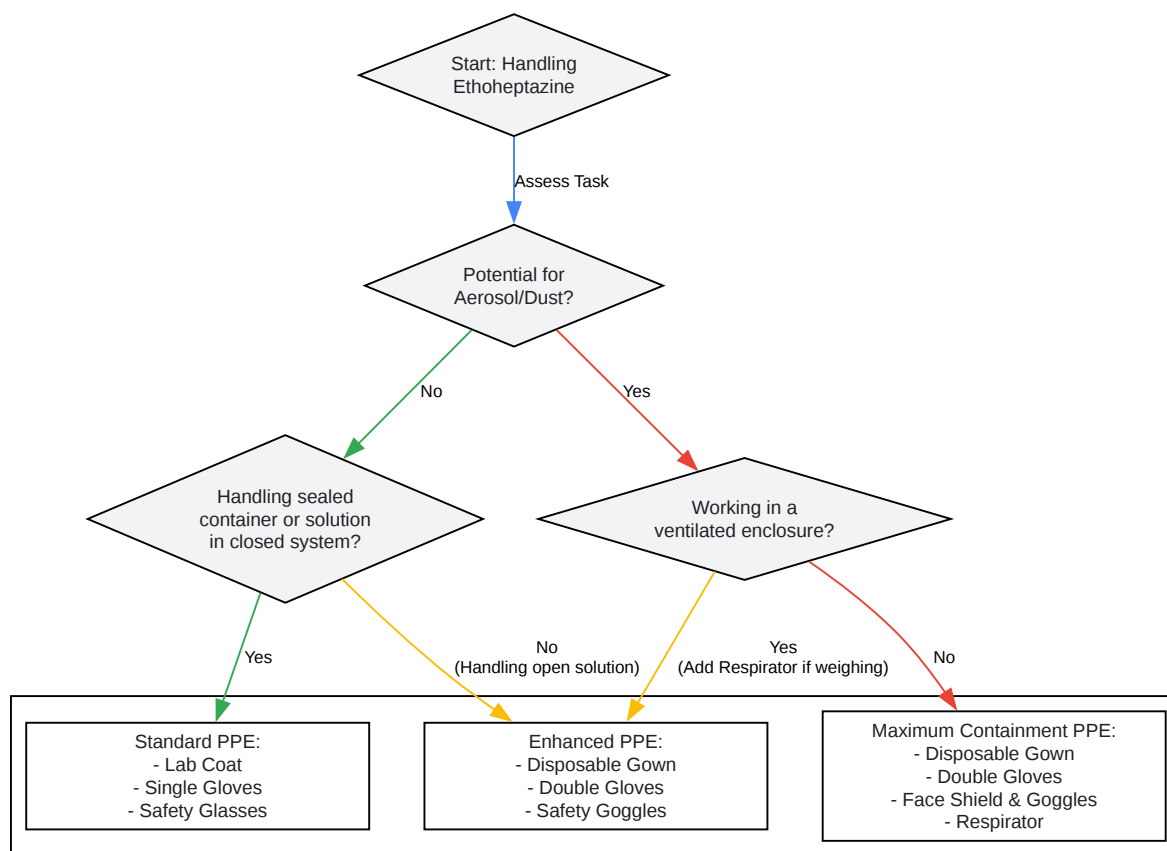 Start: Handling
Ethoheptazine
Assess Task
Potential for
Aerosol/Dust?
No
Yes
Handling sealed
container or solution
in closed system?
Working in a
ventilated enclosure?
Yes
No
(Handling open solution)
Yes
(Add Respirator if weighing)
No
Standard PPE:
- Lab Coat
- Single Gloves
- Safety Glasses
Enhanced PPE:
- Disposable Gown
- Double Gloves
- Safety Goggles
Maximum Containment PPE:
- Disposable Gown
- Double Gloves
- Face Shield & Goggles
- Respirator